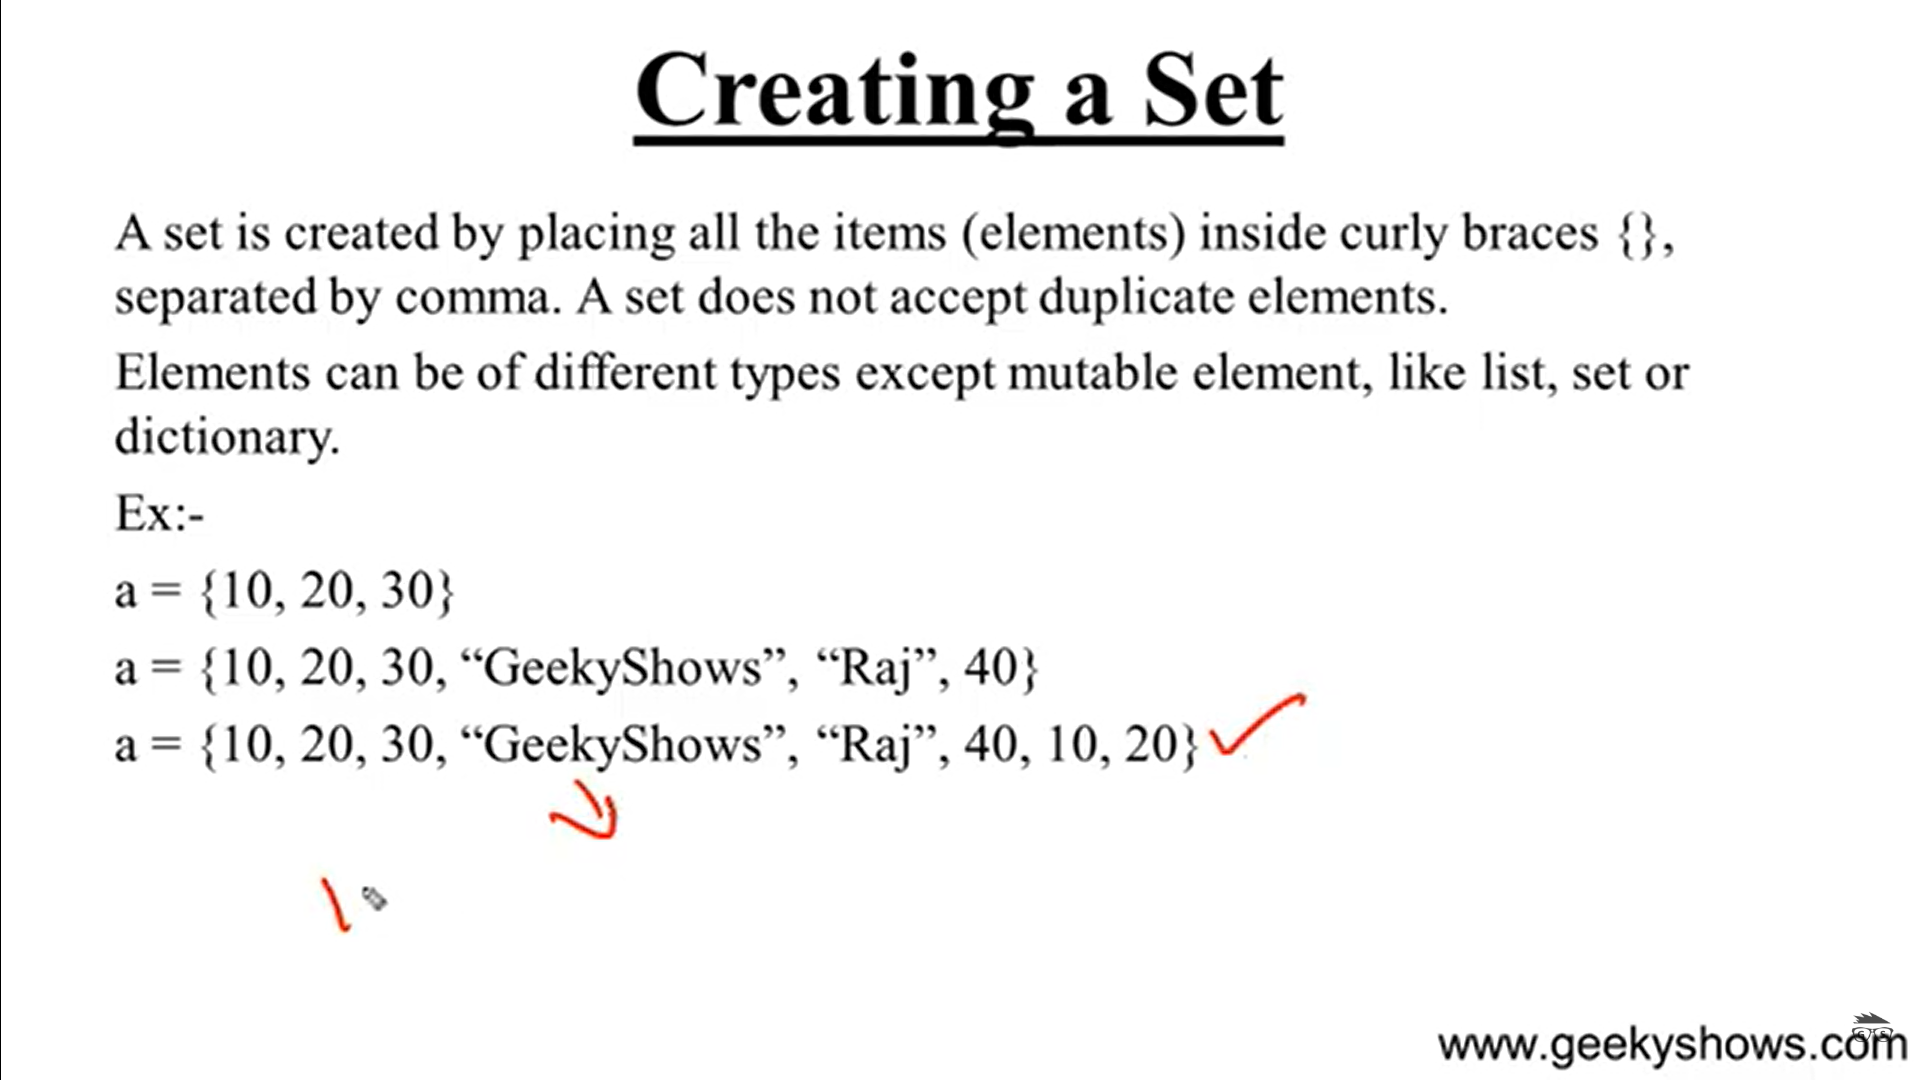 Creating a Set
A set is created by placing all the items (elements) inside curly braces {},
separated by comma. A set does not accept duplicate elements.
Elements can be of different types except mutable element, like list, set or
dictionary.
Ex:-
a = {10, 20, 30}
a = {10, 20, 30, “GeekyShows”, “Raj”, 40}
a = {10, 20, 30, “GeekyShows”, “Raj”, 40, 10, 20}
www.geekyshows.com